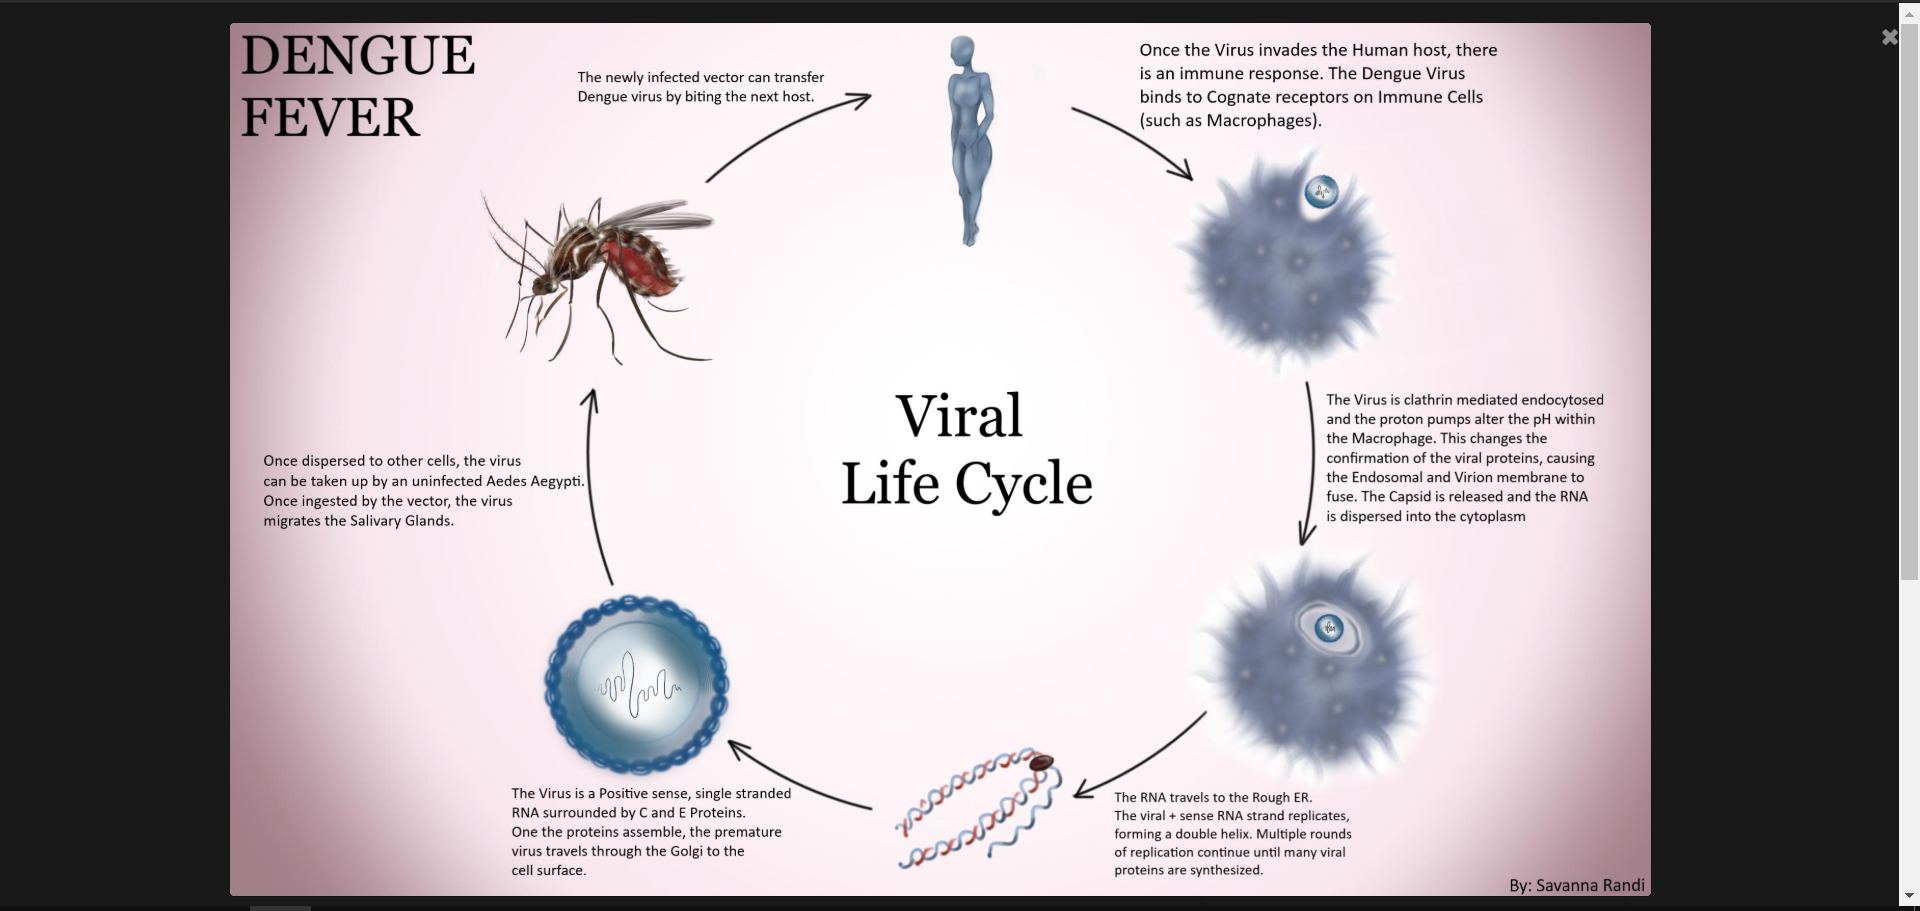 DENGUE
FEVER
The newly infected vector can transfer
Dengue virus by biting the next host.
Once the Virus invades the Human host, there
is an immune response. The Dengue Virus
binds to Cognate receptors on Immune Cells
(such as Macrophages).
The Virus is clathrin mediated endocytosed
and the proton pumps alter the pH within
the Macrophage. This changes the
confirmation of the viral proteins, causing
the Endosomal and Virion membrane to
fuse. The Capsid is released and the RNA
is dispersed into the cytoplasm
Viral
Life Cycle
Once dispersed to other cells, the virus
can be taken up by an uninfected Aedes Aegypti.
Once ingested by the vector, the virus
migrates the Salivary Glands.
The Virus is a Positive sense, single stranded
RNA surrounded by C and E Proteins.
One the proteins assemble, the premature
virus travels through the Golgi to the
cell surface.
The RNA travels to the Rough ER.
The viral + sense RNA strand replicates,
forming a double helix. Multiple rounds
of replication continue until many viral
proteins are synthesized.
By: Savanna Randi